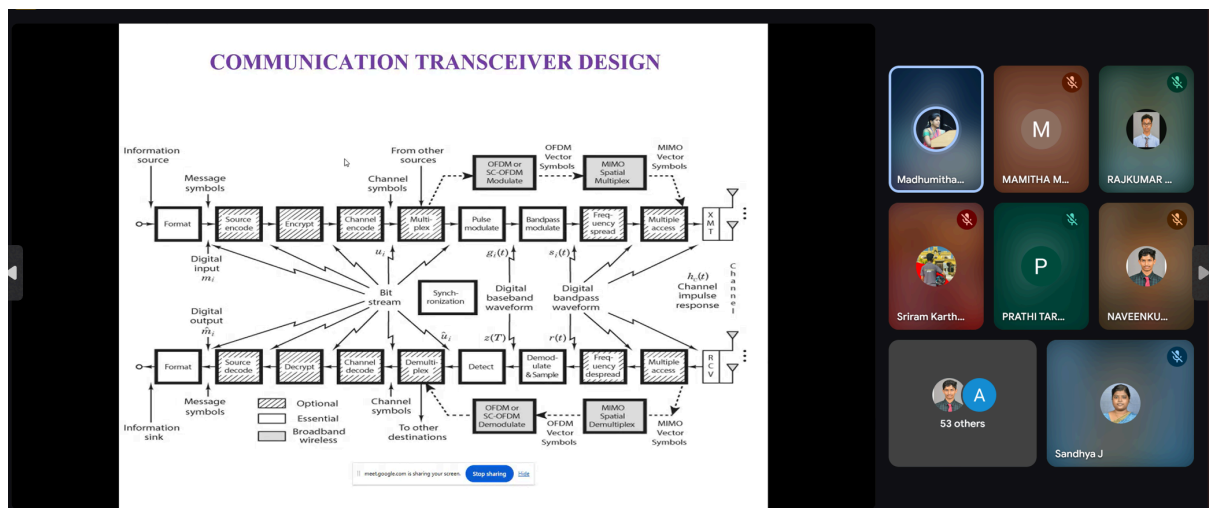 COMMUNICATION TRANSCEIVER DESIGN
Information
source
Message
symbols
From other
sources
Channel
symbols
OFDM or
SC-OFDM
Modulate
OFDM
Vector
Symbols
MIMO
Spatial
Multiplex
MIMO
Vector
Symbols
Format
Source
encode
Encrypt
Channel
encode
Multi-
plex
Pulse
modulate
Bandpass
modulate
Freq-
uency
spread
Multiple
access
X
M
T
Digital
input
mᵢ
uᵢ
gᵢ(t)
sᵢ(t)
Bit
stream
Synch-
ronization
Digital
baseband
waveform
Digital
bandpass
waveform
Channel
impulse
response
C
h
a
n
n
e
l
Digital
output
m̂ᵢ
ûᵢ
z(T)
r(t)
Format
Source
decode
Decrypt
Channel
decode
Demulti-
plex
Detect
Demod-
ulate
& Sample
Freq-
uency
despread
Multiple
access
R
C
V
Information
sink
Message
symbols
Optional
Essential
Broadband
wireless
Channel
symbols
To other
destinations
OFDM or
SC-OFDM
Demodulate
OFDM
Vector
Symbols
MIMO
Spatial
Demultiplex
MIMO
Vector
Symbols
meet.google.com is sharing your screen.
Stop sharing
Hide
Madhumitha...
M
MAMITHA M...
RAJKUMAR ...
Sriram Karth...
P
PRATHI TAR...
NAVEENKU...
A
53 others
Sandhya J